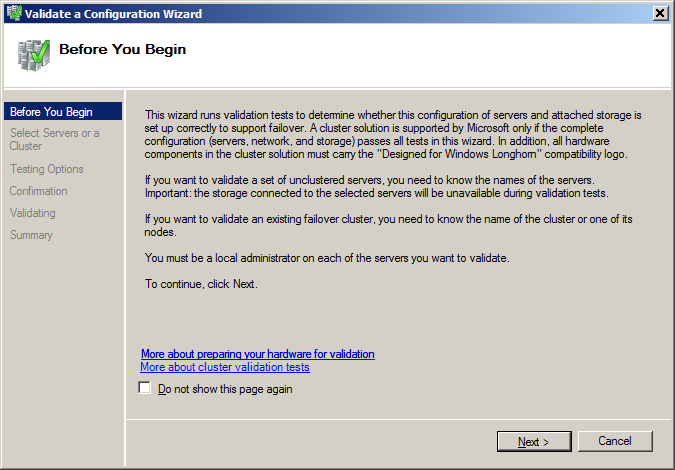 Validate a Configuration Wizard
Before You Begin
Before You Begin
Select Servers or a
Cluster
Testing Options
Confirmation
Validating
Summary
This wizard runs validation tests to determine whether this configuration of servers and attached storage is
set up correctly to support failover. A cluster solution is supported by Microsoft only if the complete
configuration (servers, network, and storage) passes all tests in this wizard. In addition, all hardware
components in the cluster solution must carry the "Designed for Windows Longhorn" compatibility logo.
If you want to validate a set of unclustered servers, you need to know the names of the servers.
Important: the storage connected to the selected servers will be unavailable during validation tests.
If you want to validate an existing failover cluster, you need to know the name of the cluster or one of its
nodes.
You must be a local administrator on each of the servers you want to validate.
To continue, click Next.
More about preparing your hardware for validation
More about cluster validation tests
Do not show this page again
Next >
Cancel